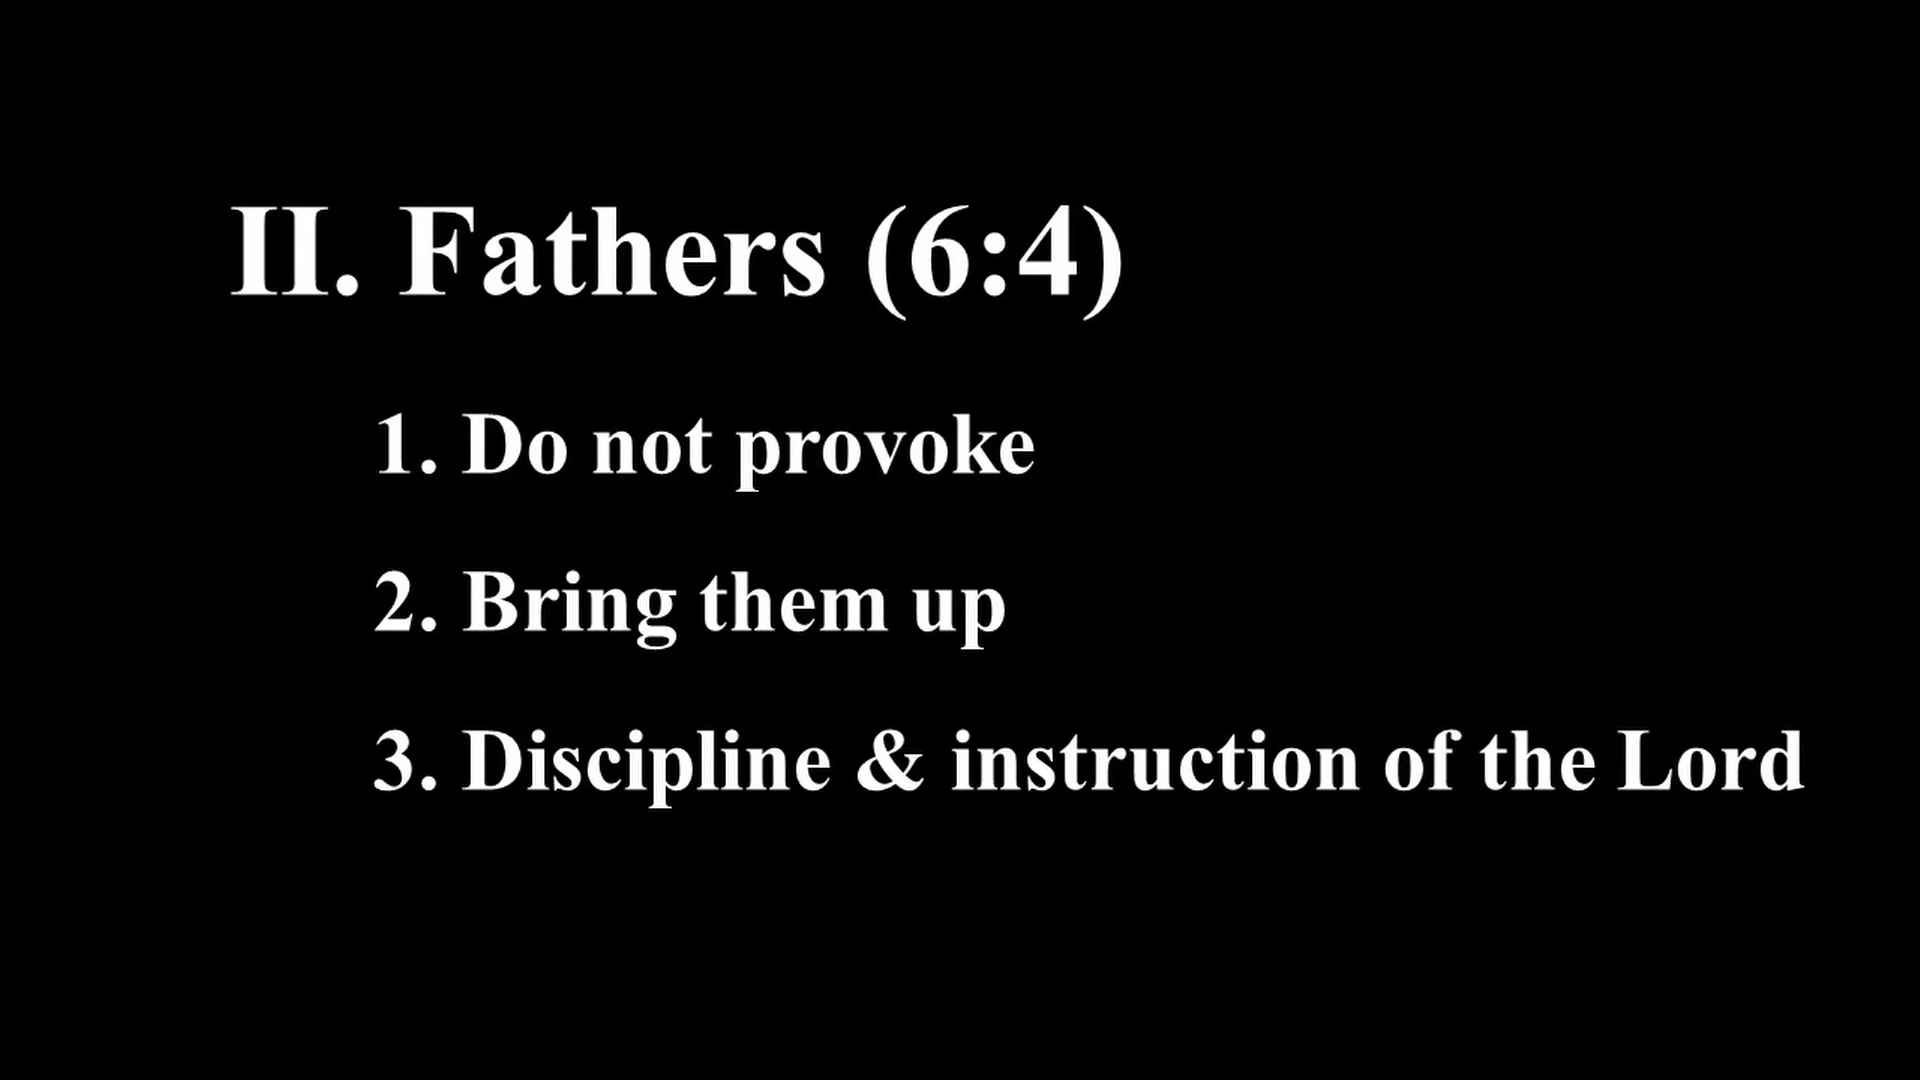 II. Fathers (6:4)
1. Do not provoke
2. Bring them up
3. Discipline & instruction of the Lord